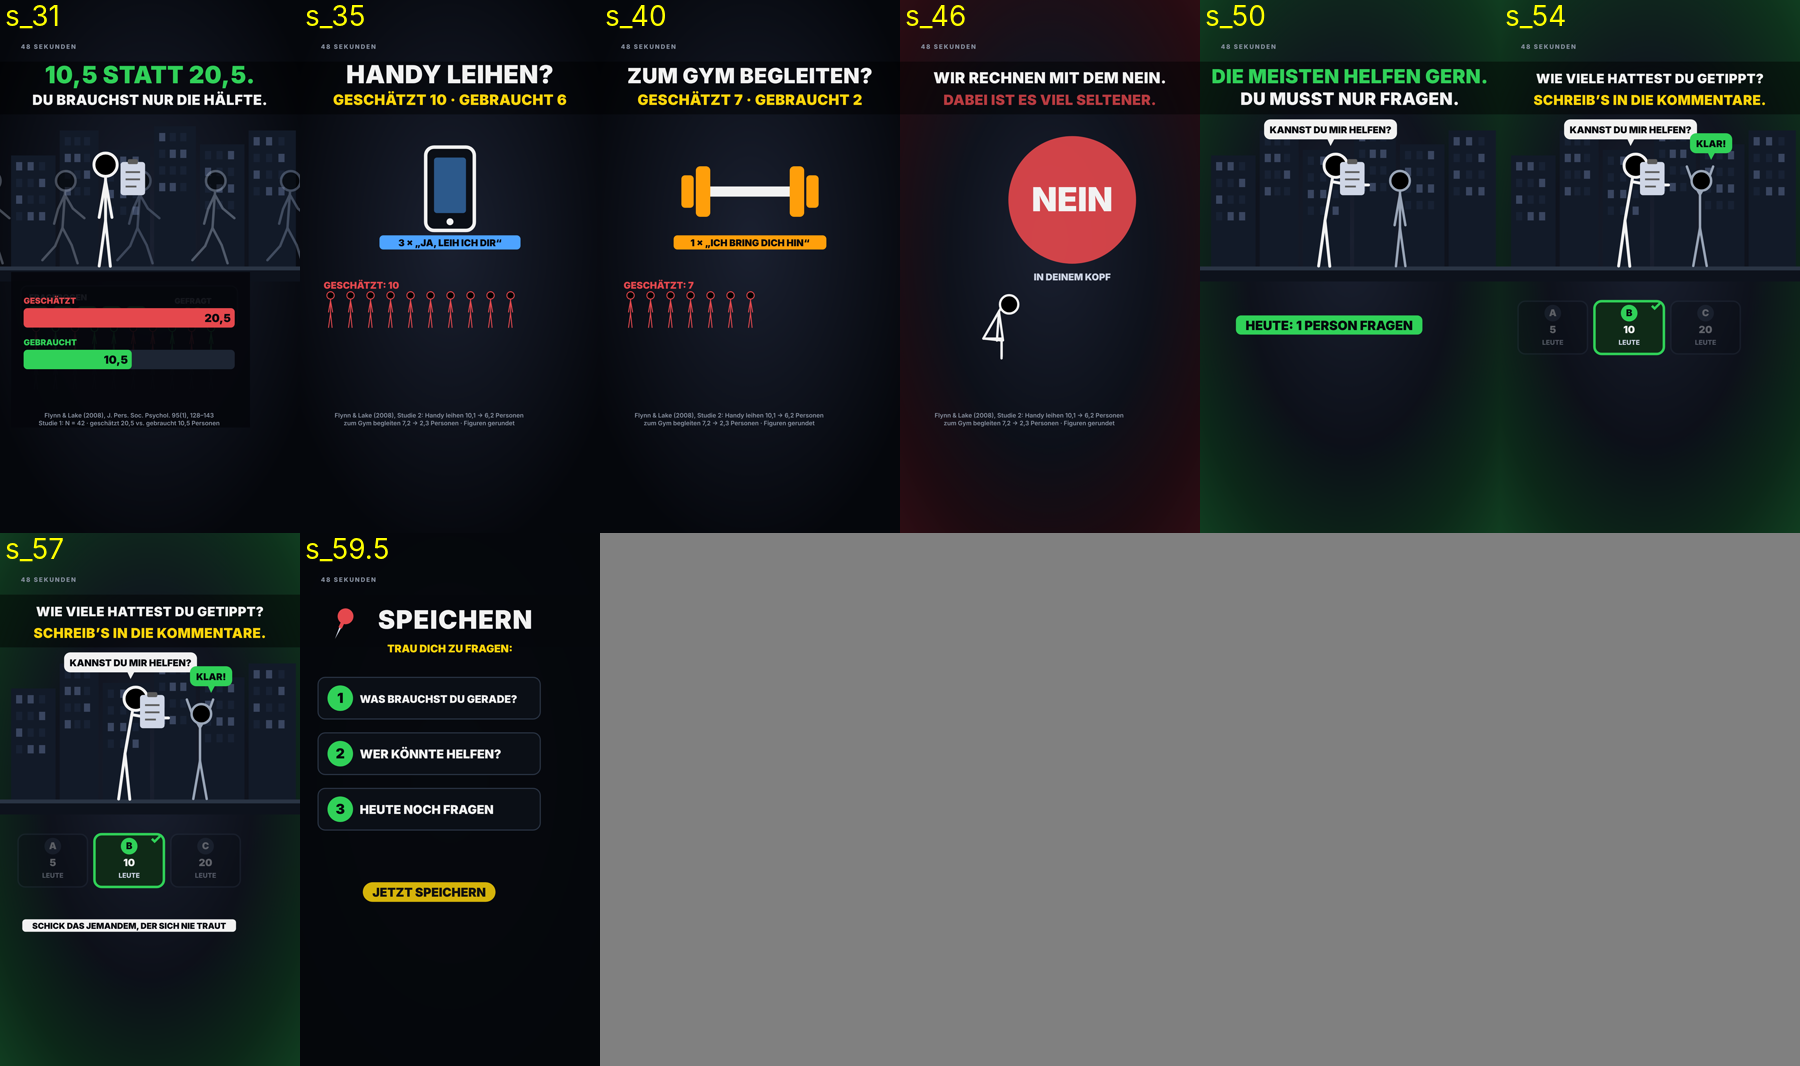 s_31
48 SEKUNDEN
10,5 STATT 20,5.
DU BRAUCHST NUR DIE HÄLFTE.
GESCHÄTZT
GEFRAGT
20,5
GEBRAUCHT
10,5
Flynn & Lake (2008), J. Pers. Soc. Psychol. 95(1), 128–143
Studie 1: N = 42 · geschätzt 20,5 vs. gebraucht 10,5 Personen
s_35
48 SEKUNDEN
HANDY LEIHEN?
GESCHÄTZT 10 · GEBRAUCHT 6
3 × „JA, LEIH ICH DIR“
GESCHÄTZT: 10
Flynn & Lake (2008), Studie 2: Handy leihen 10,1 → 6,2 Personen
zum Gym begleiten 7,2 → 2,3 Personen · Figuren gerundet
s_40
48 SEKUNDEN
ZUM GYM BEGLEITEN?
GESCHÄTZT 7 · GEBRAUCHT 2
1 × „ICH BRING DICH HIN“
GESCHÄTZT: 7
Flynn & Lake (2008), Studie 2: Handy leihen 10,1 → 6,2 Personen
zum Gym begleiten 7,2 → 2,3 Personen · Figuren gerundet
s_46
48 SEKUNDEN
WIR RECHNEN MIT DEM NEIN.
DABEI IST ES VIEL SELTENER.
NEIN
IN DEINEM KOPF
Flynn & Lake (2008), Studie 2: Handy leihen 10,1 → 6,2 Personen
zum Gym begleiten 7,2 → 2,3 Personen · Figuren gerundet
s_50
48 SEKUNDEN
DIE MEISTEN HELFEN GERN.
DU MUSST NUR FRAGEN.
KANNST DU MIR HELFEN?
HEUTE: 1 PERSON FRAGEN
s_54
48 SEKUNDEN
WIE VIELE HATTEST DU GETIPPT?
SCHREIB’S IN DIE KOMMENTARE.
KANNST DU MIR HELFEN?
KLAR!
A
5
LEUTE
B
10
LEUTE
C
20
LEUTE
s_57
48 SEKUNDEN
WIE VIELE HATTEST DU GETIPPT?
SCHREIB’S IN DIE KOMMENTARE.
KANNST DU MIR HELFEN?
KLAR!
A
5
LEUTE
B
10
LEUTE
C
20
LEUTE
SCHICK DAS JEMANDEM, DER SICH NIE TRAUT
s_59.5
48 SEKUNDEN
SPEICHERN
TRAU DICH ZU FRAGEN:
1 WAS BRAUCHST DU GERADE?
2 WER KÖNNTE HELFEN?
3 HEUTE NOCH FRAGEN
JETZT SPEICHERN